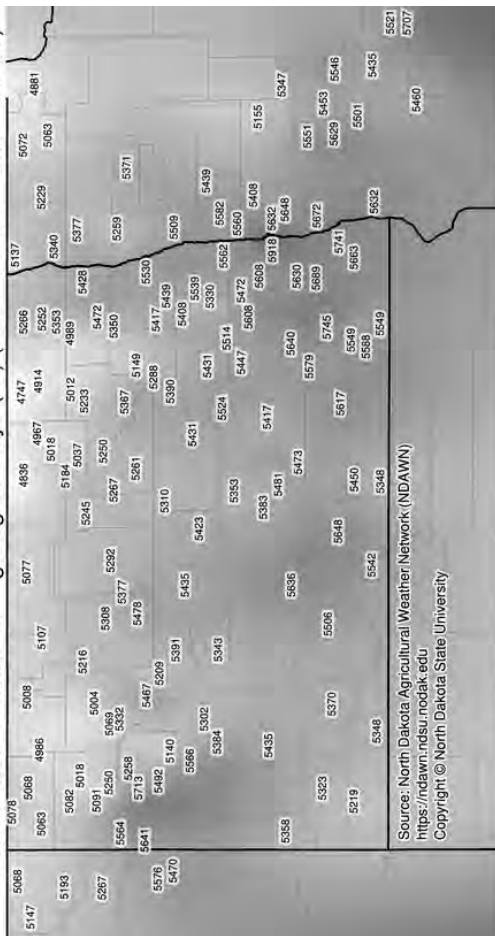 5068 5078 5137
5147 5068 5008 5077 4836 4747 5266 5072
5063 4986 5107 4967 4914 5252 5229 4881
5018 5353 5340 5063
5193 5082 5184 5012 4989
5018 5216 5245 5037 5233 5428 5377
5267 5091 5004 5250 5472
5250 5069 5308 5292 5267 5350 5259
5564 5258 5332 5377 5367 5371
5641 5713 5467 5478 5261 5149 5530
5576 5492 5209 5310 5288 5417
5470 5140 5391 5390 5439 5509
5566 5435 5431 5408 5539
5302 5384 5343 5423 5431 5330 5439
5524 5514 5562 5582
5353 5447 5472 5560
5435 5383 5417 5608 5608 5408 5155
5918 5632
5358 5636 5481 5473 5640 5630 5648 5347
5323 5506 5579 5689 5672 5551 5453
5370 5648 5617 5745 5741 5629 5546
5219 5450 5549 5663 5501
5348 5542 5348 5588 5549 5632 5435
5521
5460 5707
Source: North Dakota Agricultural Weather Network (NDAWN)
https://ndawn.ndsu.nodak.edu
Copyright © North Dakota State University